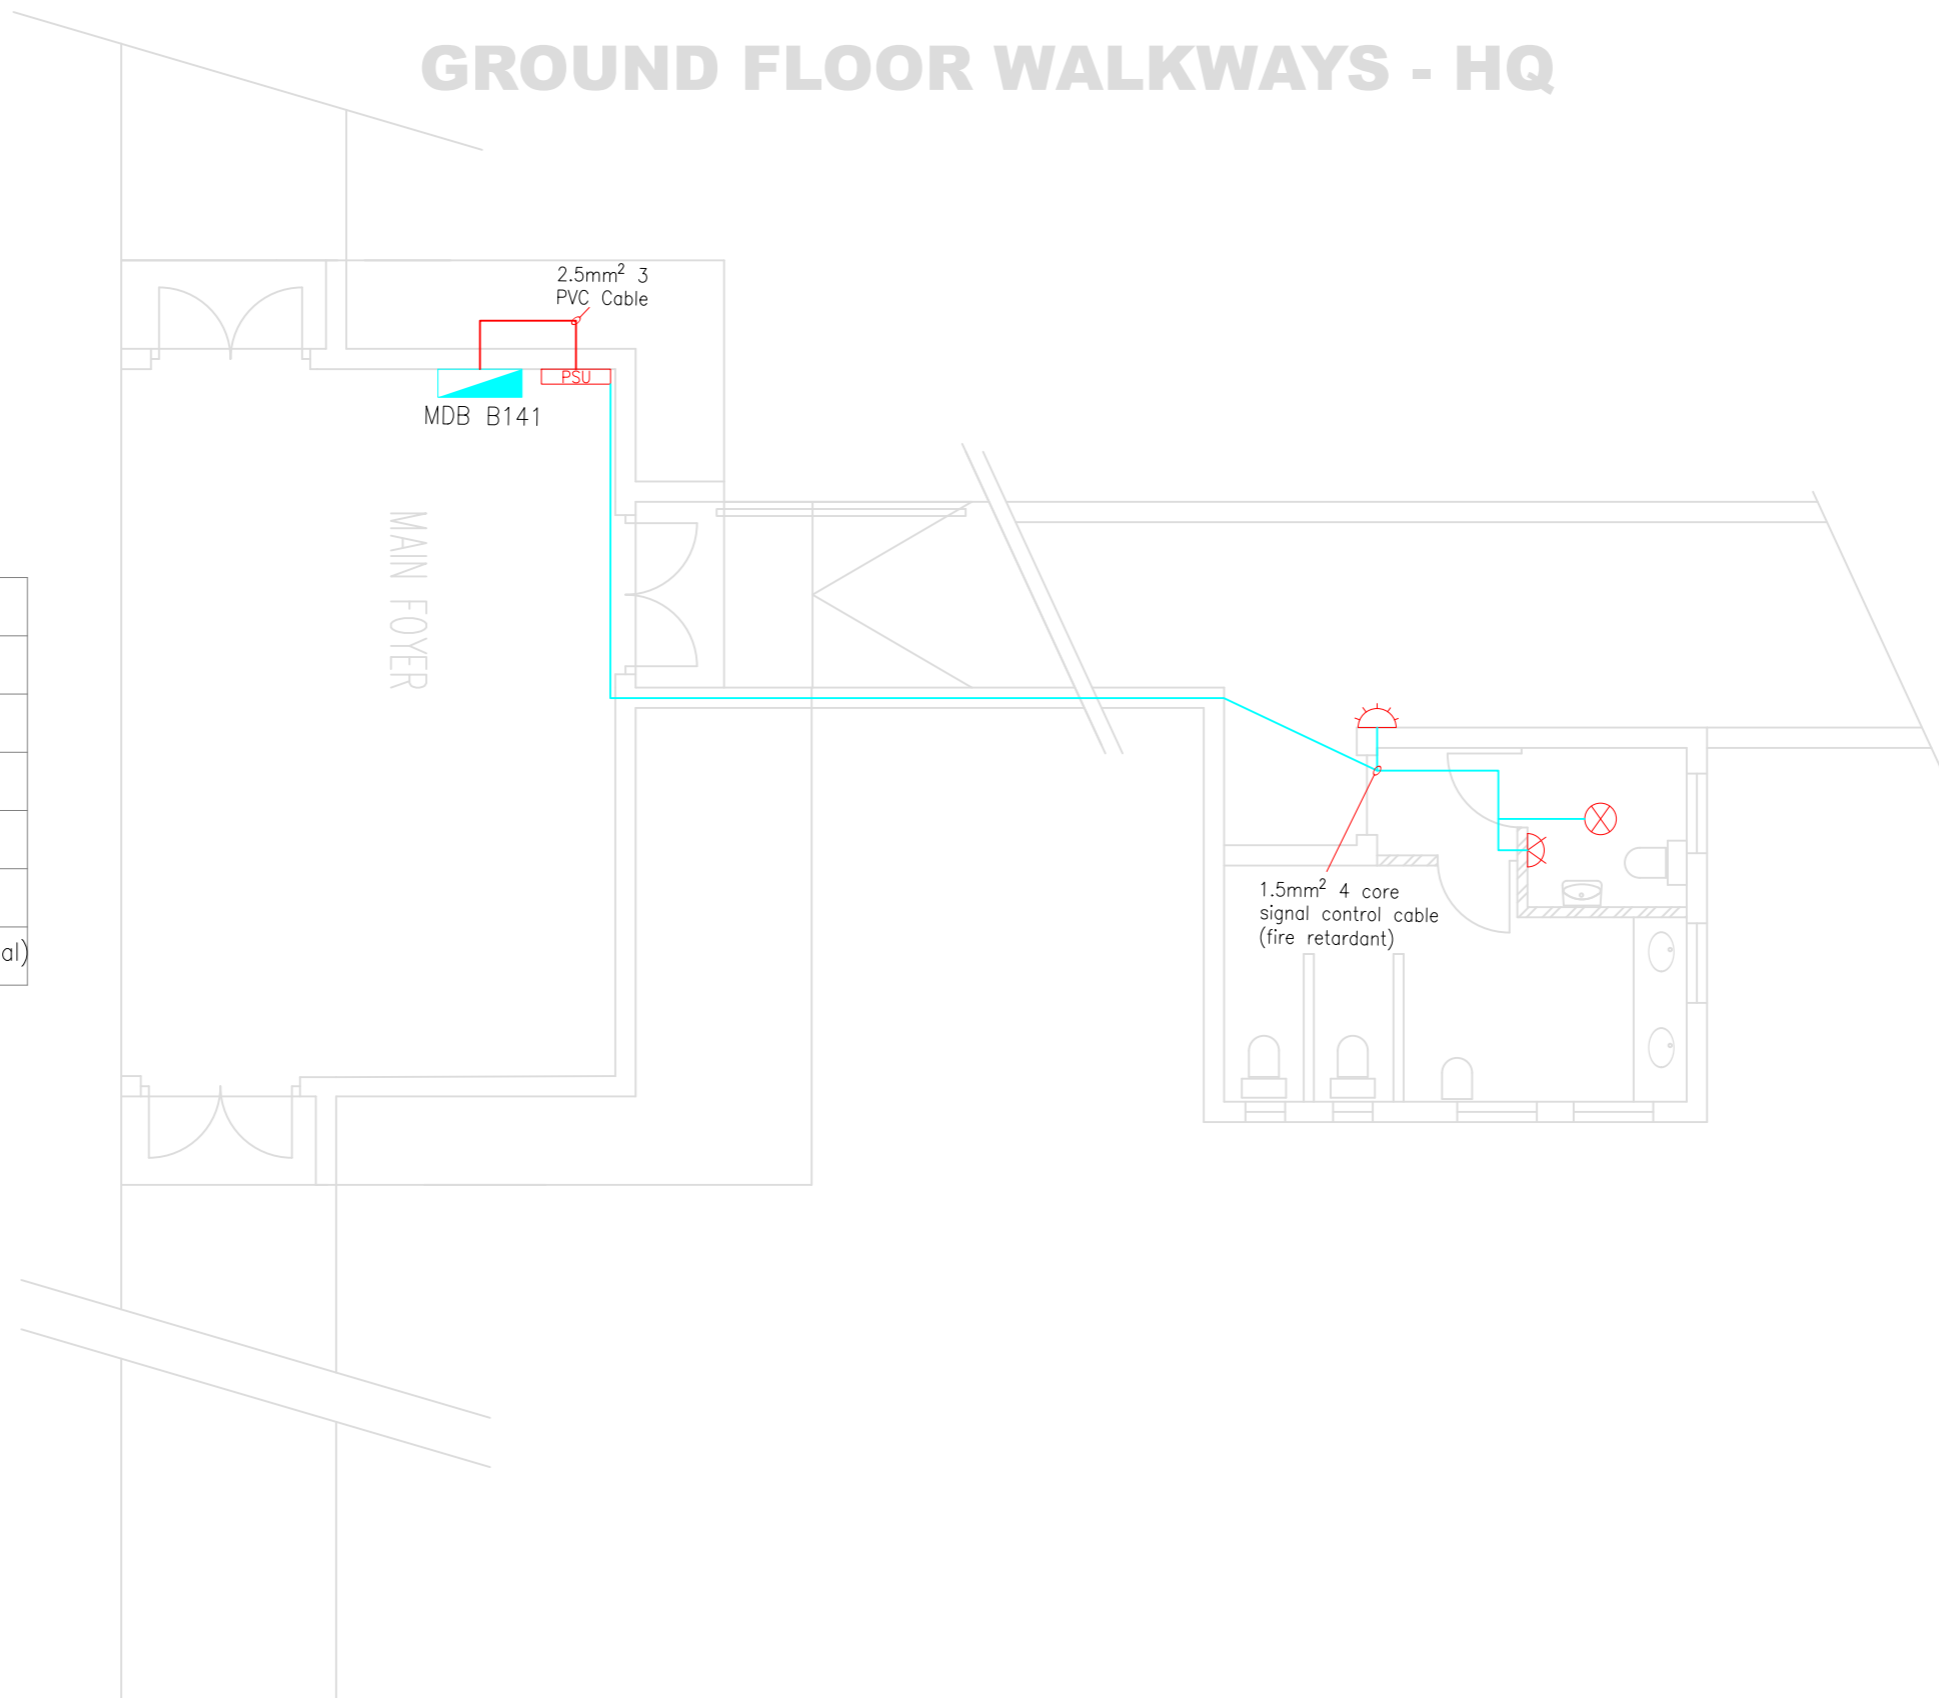 GROUND FLOOR WALKWAYS - HQ
2.5mm² 3
PVC Cable
PSU
MDB B141
MAIN FOYER
al)
1.5mm² 4 core
signal control cable
(fire retardant)